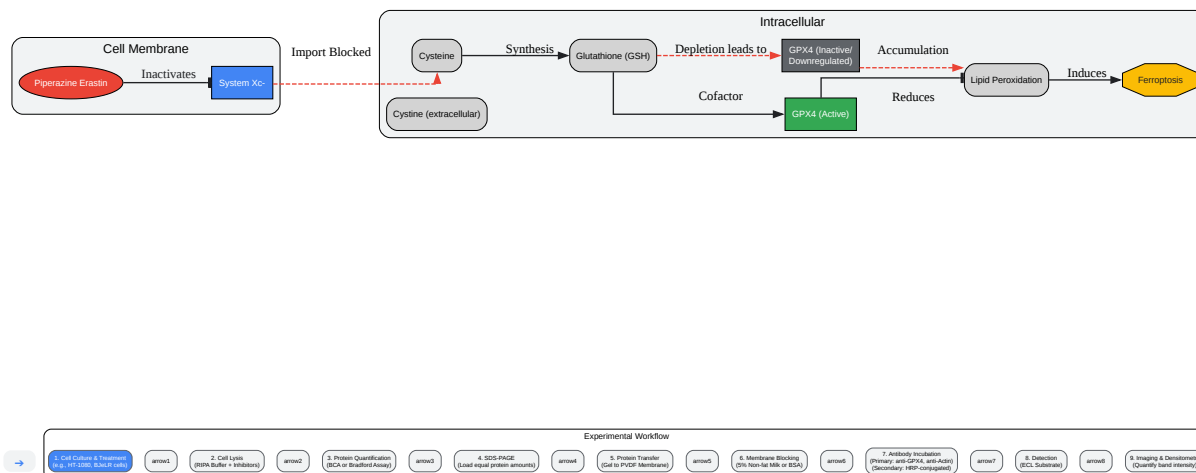 Intracellular
Cell Membrane
Piperazine Erastin
Inactivates
System Xc-
Import Blocked
Cysteine
Synthesis
Glutathione (GSH)
Depletion leads to
GPX4 (Inactive/
Downregulated)
Accumulation
Lipid Peroxidation
Induces
Ferroptosis
Cystine (extracellular)
Cofactor
GPX4 (Active)
Reduces
Experimental Workflow
→
1. Cell Culture & Treatment
(e.g., HT-1080, BJeLR cells)
arrow1
2. Cell Lysis
(RIPA Buffer + Inhibitors)
arrow2
3. Protein Quantification
(BCA or Bradford Assay)
arrow3
4. SDS-PAGE
(Load equal protein amounts)
arrow4
5. Protein Transfer
(Gel to PVDF Membrane)
arrow5
6. Membrane Blocking
(5% Non-fat Milk or BSA)
arrow6
7. Antibody Incubation
(Primary: anti-GPX4, anti-Actin)
(Secondary: HRP-conjugated)
arrow7
8. Detection
(ECL Substrate)
arrow8
9. Imaging &
(Quantify band